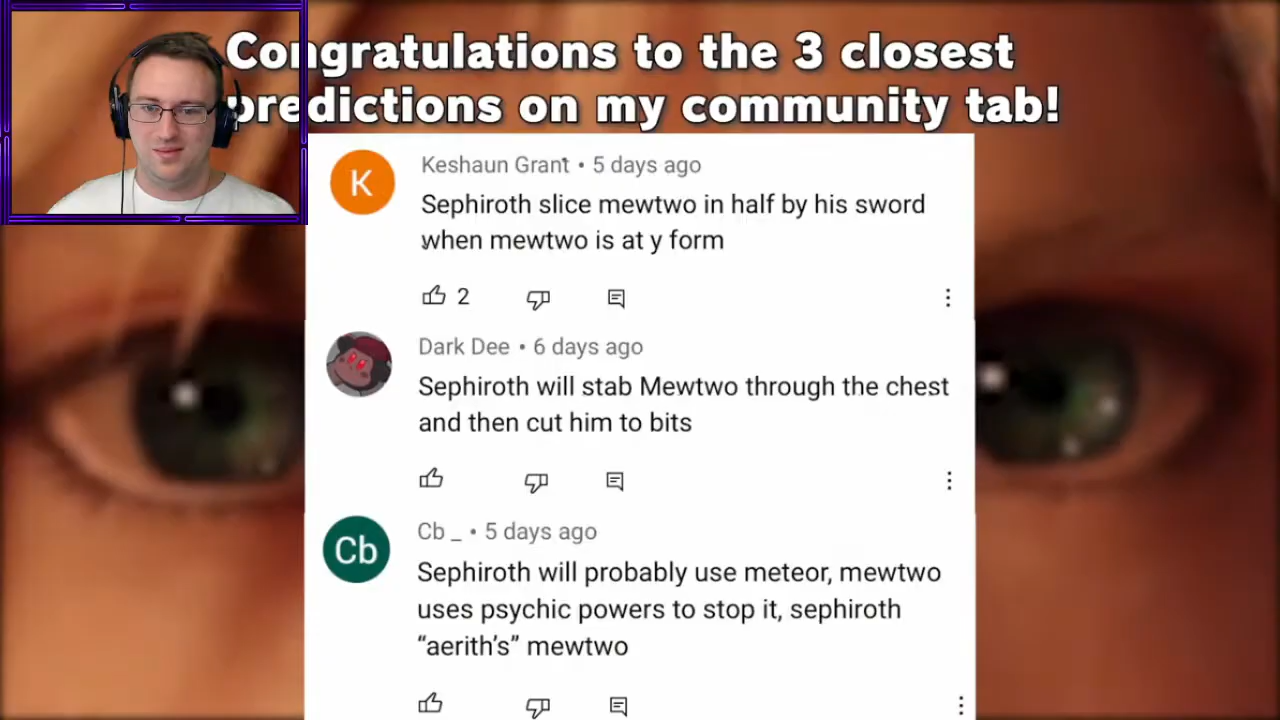 Congratulations to the 3 closest
predictions on my community tab!
K
Keshaun Grant • 5 days ago
Sephiroth slice mewtwo in half by his sword
when mewtwo is at y form
2
Dark Dee • 6 days ago
Sephiroth will stab Mewtwo through the chest
and then cut him to bits
Cb
Cb _ • 5 days ago
Sephiroth will probably use meteor, mewtwo
uses psychic powers to stop it, sephiroth
“aerith’s” mewtwo